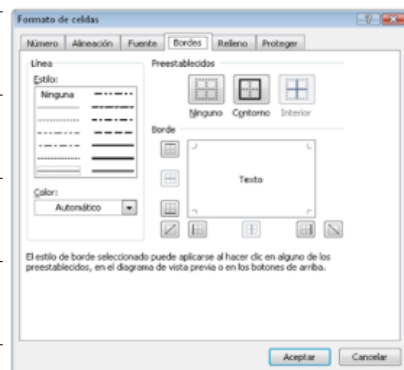 Formato de celdas
Número Alineación Fuente Bordes Relleno Proteger
Línea
Estilo:
Ninguna
Color:
Automático
Preestablecidos
Ninguno Contorno Interior
Borde
Texto
El estilo de borde seleccionado puede aplicarse al hacer clic en alguno de los
preestablecidos, en el diagrama de vista previa o en los botones de arriba.
Aceptar Cancelar